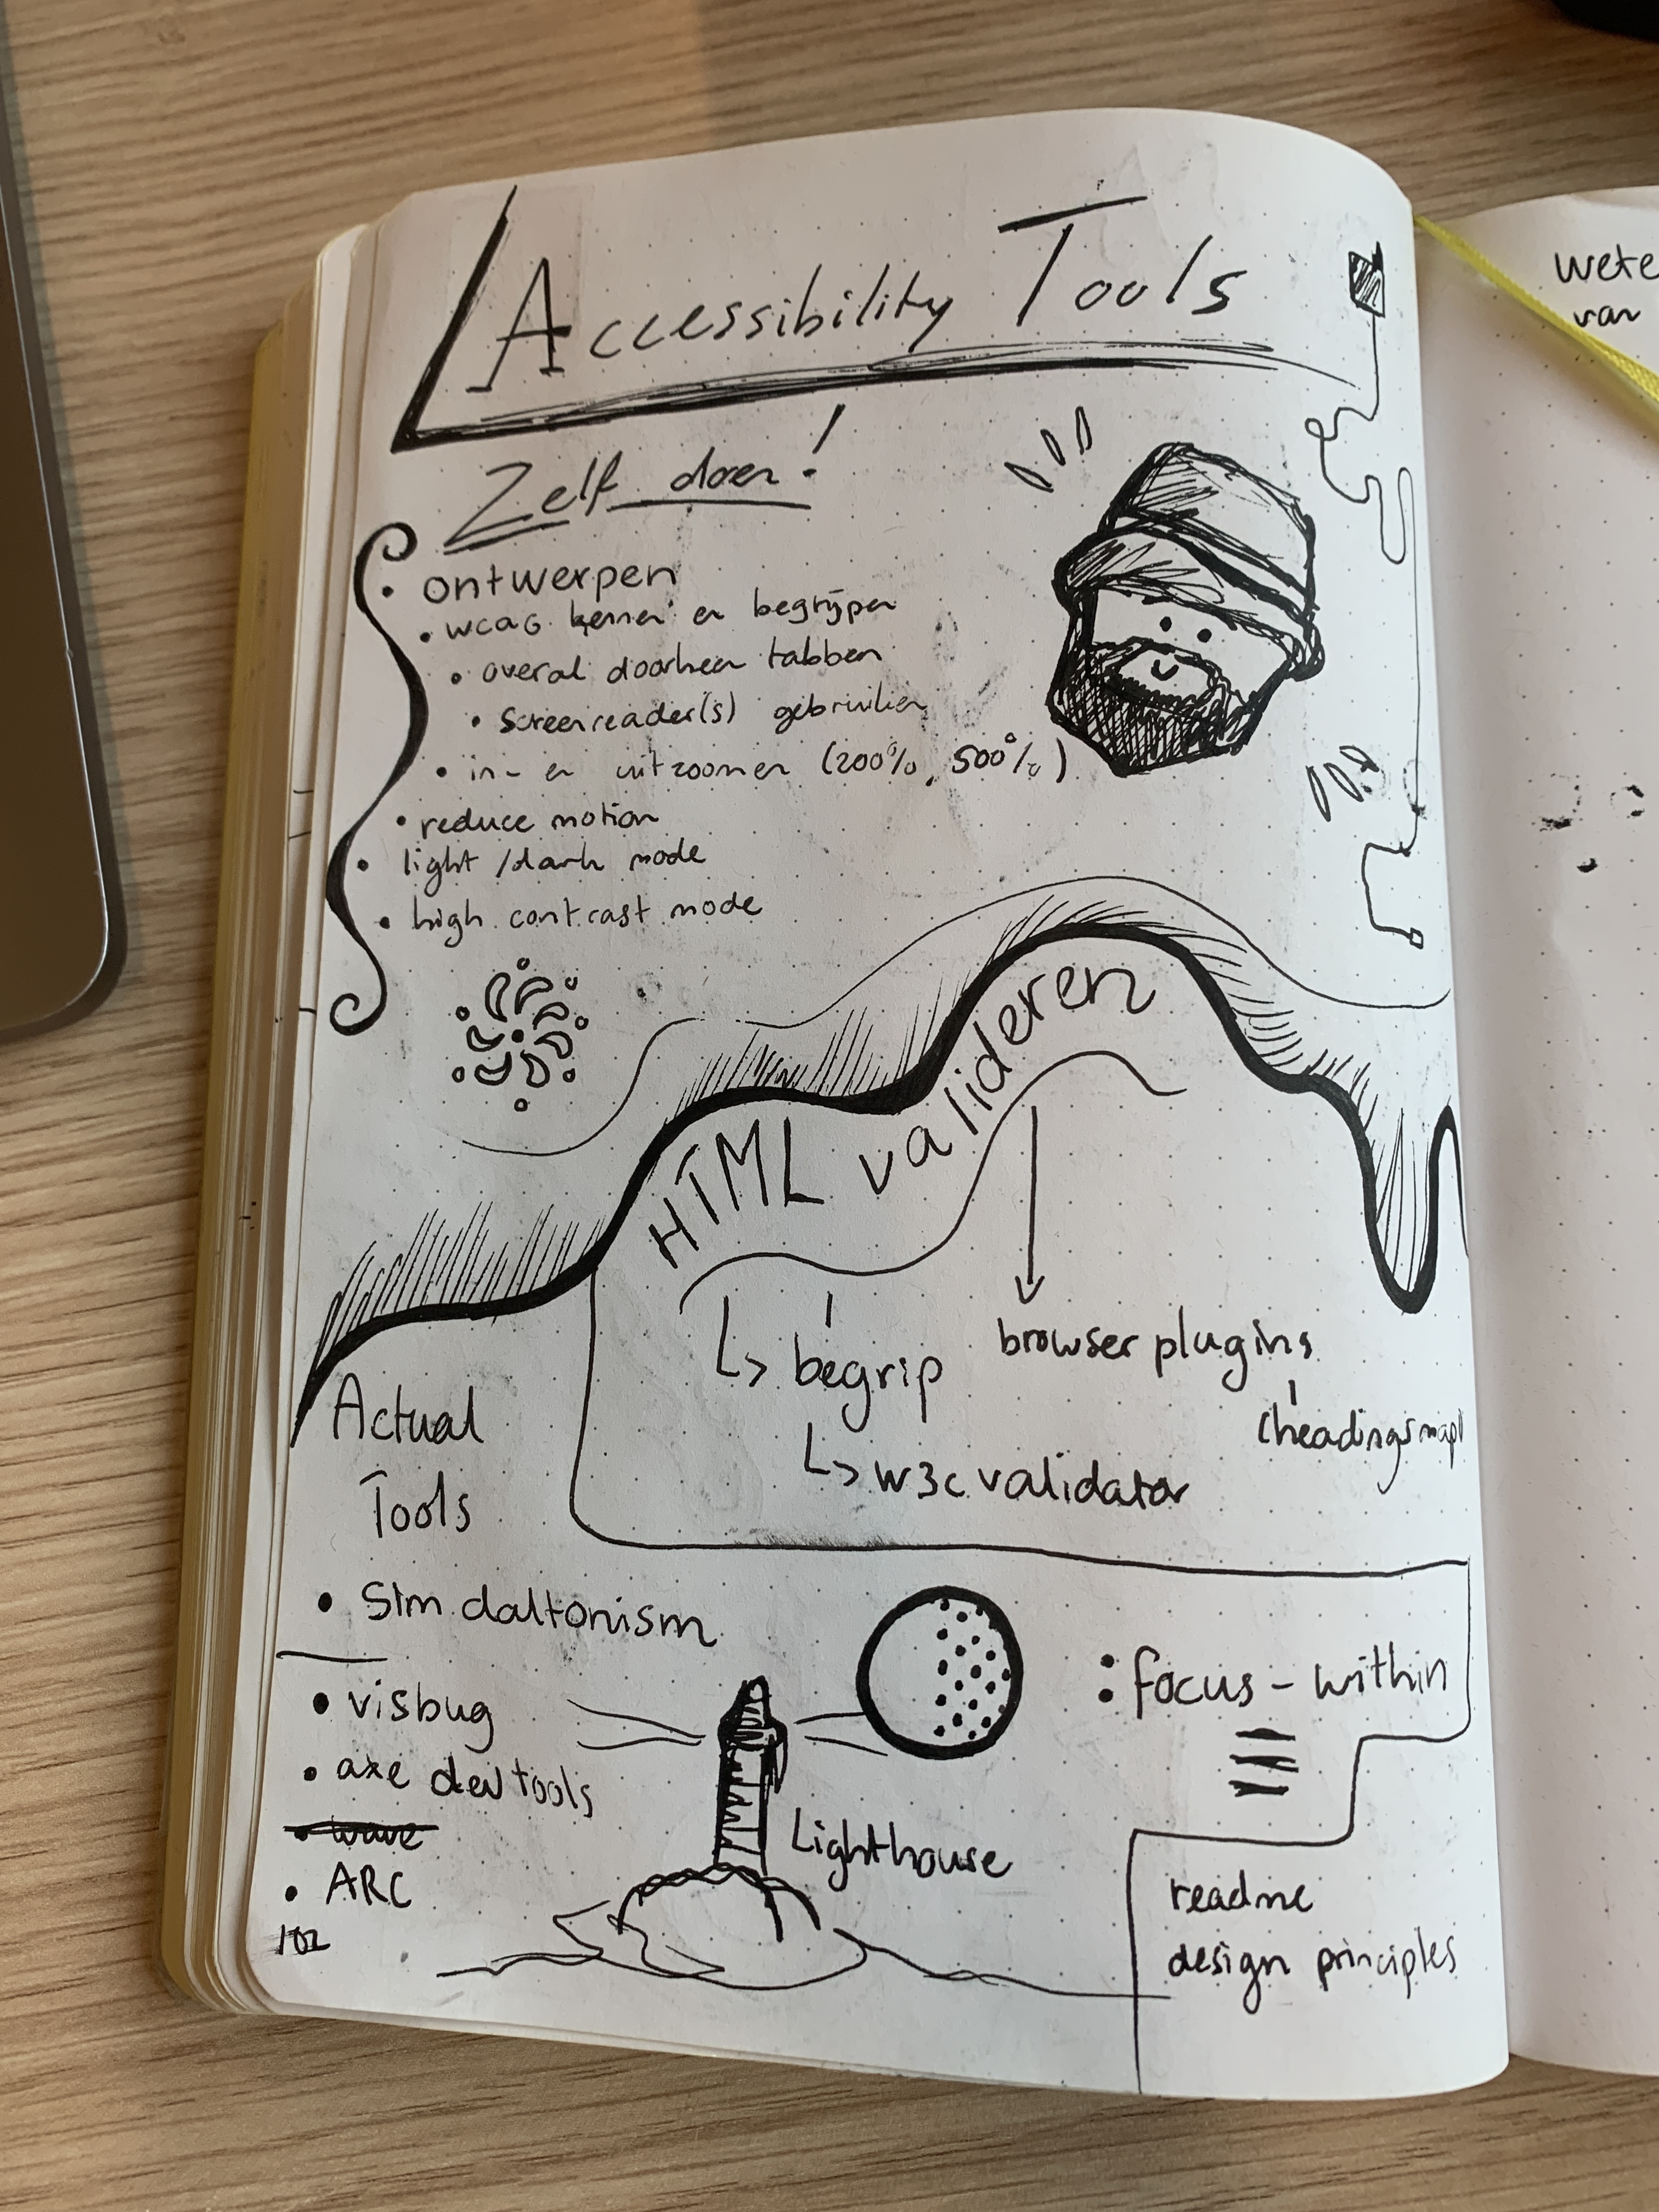 Accessibility Tools
Zelf doen!
• ontwerpen
• WCAG kennen en begrijpen
• overal doorheen tabben
• Screenreader(s) gebruiken
• in- en uitzoomen (200%, 500%)
• reduce motion
• light/dark mode
• high contrast mode
HTML valideren
↳ begrip
↳ w3c validator
browser plugins
(headingsmap)
Actual
Tools
• Sim daltonism
• visbug
• axe devtools
• wave
• ARC
102
Lighthouse
:focus-within
readme
design principles
wete
van